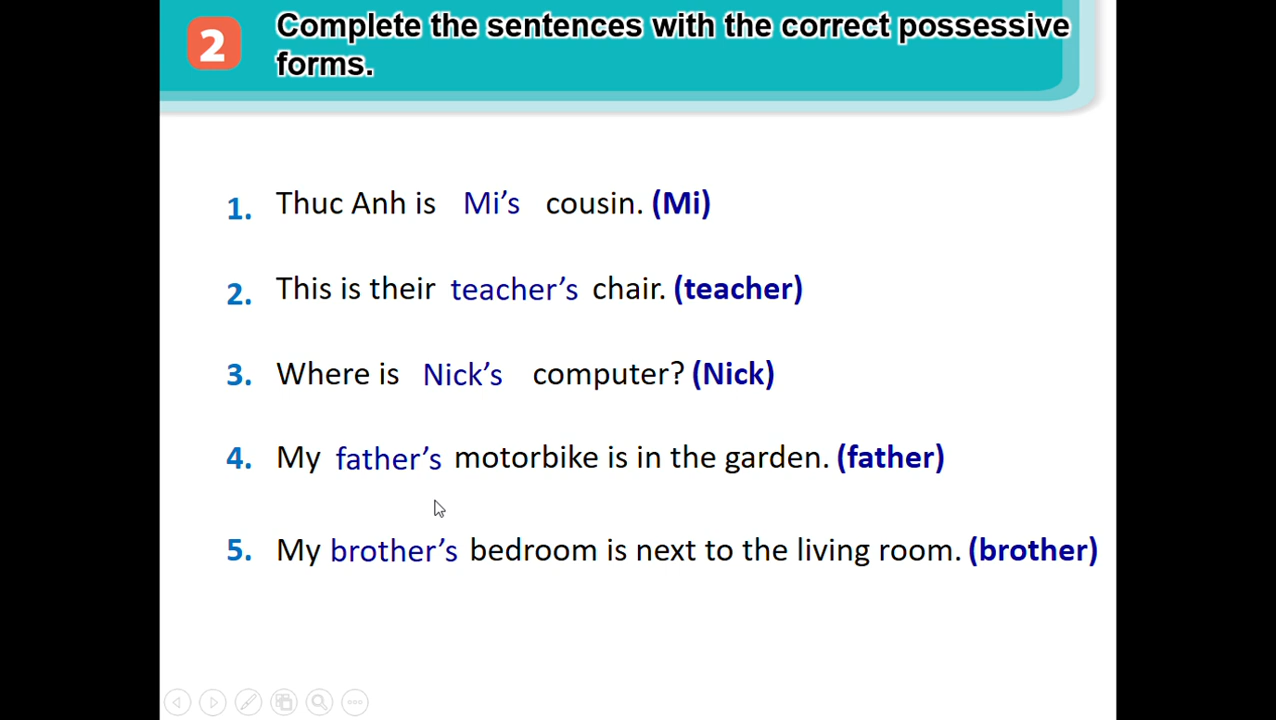 2 Complete the sentences with the correct possessive
forms.
1. Thuc Anh is Mi’s cousin. (Mi)
2. This is their teacher’s chair. (teacher)
3. Where is Nick’s computer? (Nick)
4. My father’s motorbike is in the garden. (father)
5. My brother’s bedroom is next to the living room. (brother)